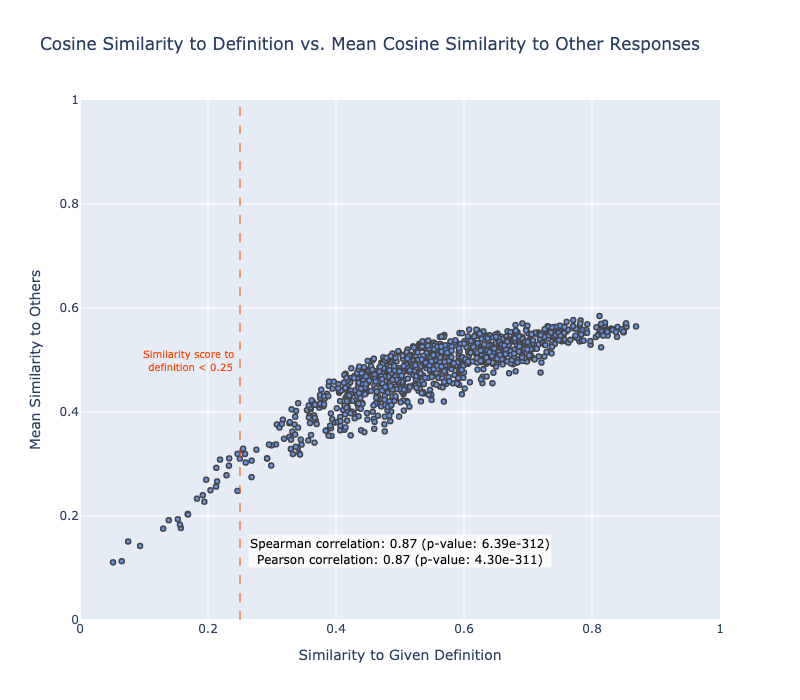 Cosine Similarity to Definition vs. Mean Cosine Similarity to Other Responses
Mean Similarity to Others
1
0.8
0.6
0.4
0.2
0
Similarity score to
definition < 0.25
Spearman correlation: 0.87 (p-value: 6.39e-312)
Pearson correlation: 0.87 (p-value: 4.30e-311)
0
0.2
0.4
0.6
0.8
1
Similarity to Given Definition